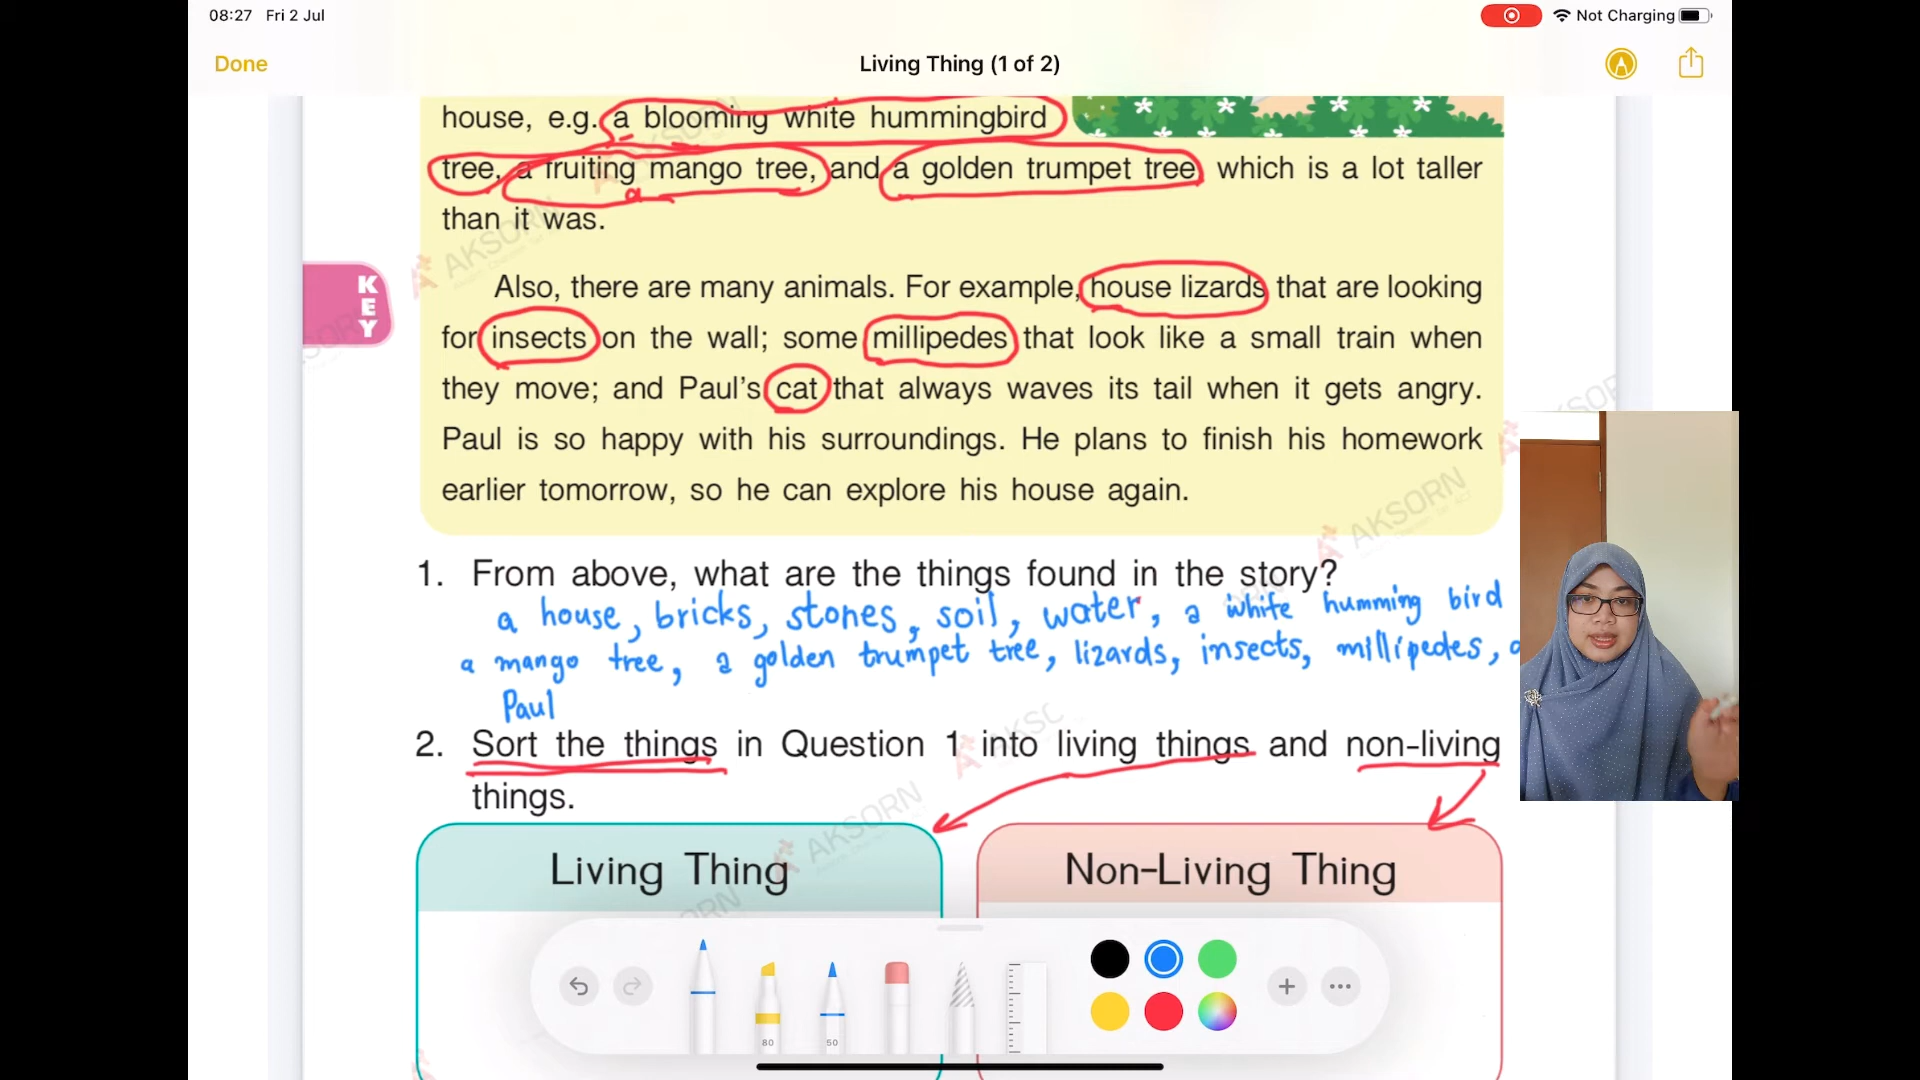 08:27 Fri 2 Jul
Not Charging
Done
Living Thing (1 of 2)
house, e.g. a blooming white hummingbird
tree, a fruiting mango tree, and a golden trumpet tree which is a lot taller
than it was.
Also, there are many animals. For example, house lizards that are looking
for insects on the wall; some millipedes that look like a small train when
they move; and Paul's cat that always waves its tail when it gets angry.
Paul is so happy with his surroundings. He plans to finish his homework
earlier tomorrow, so he can explore his house again.
KEY
AKSORN
AKSORN
1. From above, what are the things found in the story?
a house, bricks, stones, soil, water, a white humming bird
a mango tree, a golden trumpet tree, lizards, insects, millipedes,
Paul
2. Sort the things in Question 1 into living things and non-living
things.
AKSORN
Living Thing
Non-Living Thing
80
50